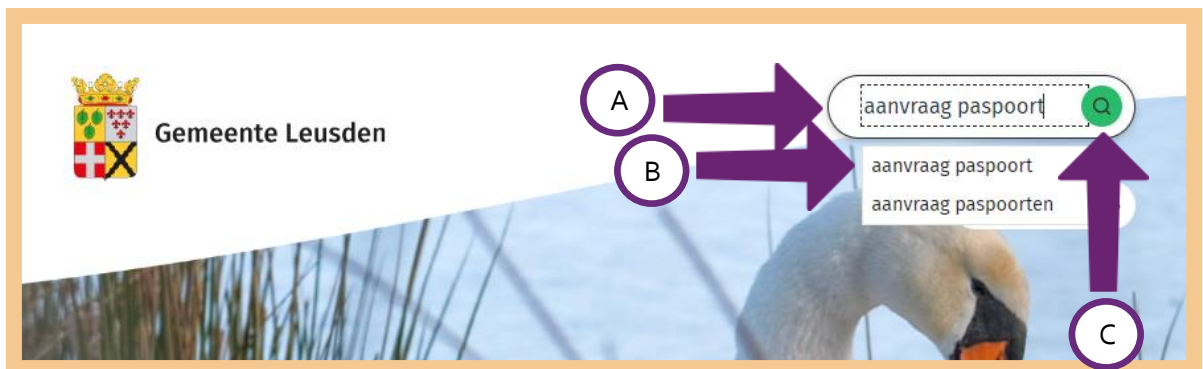 A
aanvraag paspoort
Gemeente Leusden
B
aanvraag paspoort
aanvraag paspoorten
C